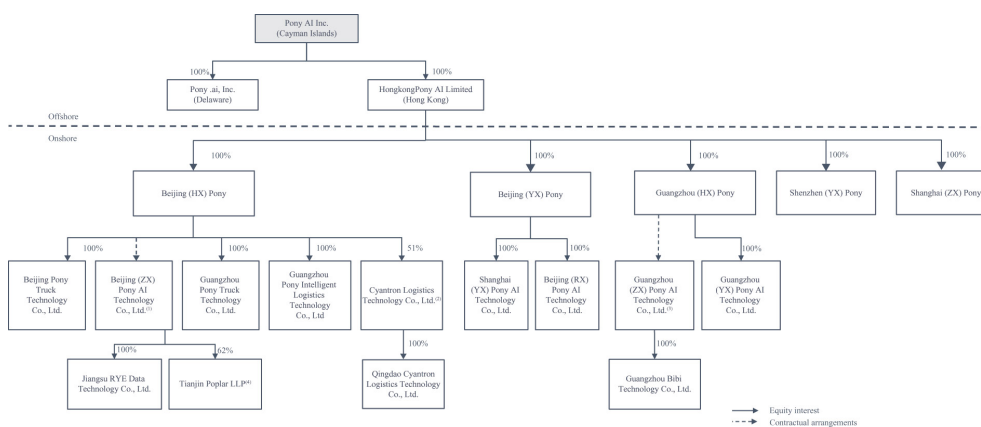 Pony AI Inc.
(Cayman Islands)
100%
100%
Pony .ai, Inc.
(Delaware)
HongkongPony AI Limited
(Hong Kong)
Offshore
Onshore
100%
100%
100%
100%
100%
Beijing (HX) Pony
Beijing (YX) Pony
Guangzhou (HX) Pony
Shenzhen (YX) Pony
Shanghai (ZX) Pony
100%
100%
100%
51%
100%
100%
100%
Beijing Pony
Truck
Technology
Co., Ltd.
Beijing (ZX)
Pony AI
Technology
Co., Ltd.(1)
Guangzhou
Pony Truck
Technology
Co., Ltd.
Guangzhou
Pony Intelligent
Logistics
Technology
Co., Ltd
Cyantron Logistics
Technology Co., Ltd.(2)
Shanghai
(YX) Pony AI
Technology
Co., Ltd.
Beijing (RX)
Pony AI
Technology
Co., Ltd.
Guangzhou
(ZX) Pony AI
Technology
Co., Ltd.(3)
Guangzhou
(YX) Pony AI
Technology
Co., Ltd.
100%
62%
100%
100%
Jiangsu RYE Data
Technology Co., Ltd.
Tianjin Poplar LLP(4)
Qingdao Cyantron
Logistics Technology
Co., Ltd.
Guangzhou Bibi
Technology Co., Ltd.
Equity interest
Contractual arrangements